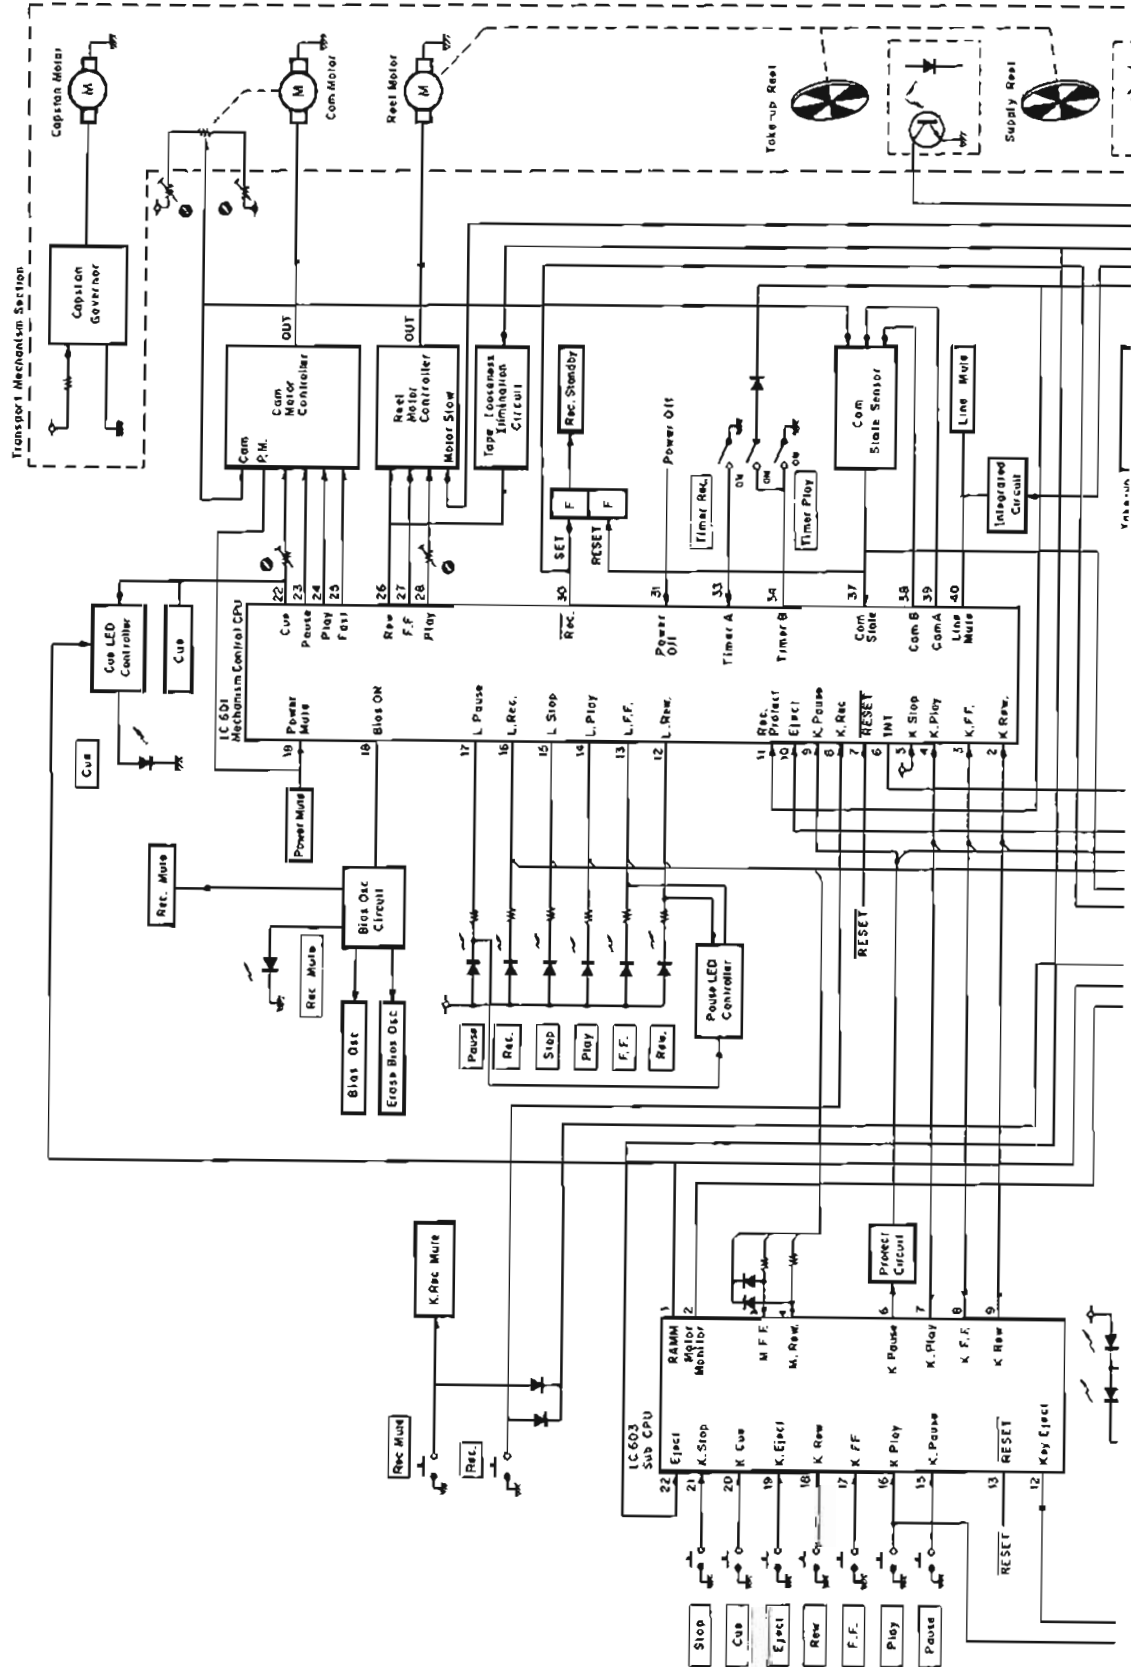 Transport Mechanism Section
Capstan Motor
M
Cam Motor
M
Reel Motor
M
Take-up Reel
Supply Reel
Capstan
Governor
OUT
Cam
Motor
Controller
Cam
P.M.
OUT
Reel
Motor
Controller
Motor Slow
Tape Looseness
Elimination
Circuit
Rec. Standby
F
F
SET
RESET
Power Off
Timer Rec.
ON
ON
ON
Timer Play
Cam
State Sensor
Line Mute
Integrated
Circuit
Take-up
Cue LED
Controller
Cue
Cue
IC 601
Mechanism Control CPU
22
23
24
25
26
27
28
30
31
33
34
37
38
39
40
Cue
Pause
Play
Fast
Rew
F.F
Play
Rec.
Power
Off
Timer A
Timer B
Cam
State
Cam B
Cam A
Line
Mute
Power
Mute
Bias ON
L Pause
L.Rec.
L Stop
L.Play
L.F.F.
L.Rew.
Rec.
Protect
Eject
K.Pause
K.Rec
RESET
INT
K Stop
K.Play
K.F.F.
K Rew.
19
18
17
16
15
14
13
12
11
10
9
8
7
6
5
4
3
2
Power Mute
Rec. Mute
Bias Osc
Circuit
Rec Mute
Bias Osc
Erase Bias Osc
Pause
Rec.
Stop
Play
F.F.
Rew.
Pause LED
Controller
RESET
K.Rec Mute
Protect
Circuit
Rec Mute
Rec.
IC 603
Sub CPU
1
2
4
6
7
8
9
RAMM
Motor
Monitor
M F.F.
M.Rew.
K Pause
K.Play
K F.F.
K Rew
Eject
K.Stop
K Cue
K.Eject
K Rew
K FF
K Play
K.Pause
RESET
Key Eject
22
21
20
19
18
17
16
15
13
12
RESET
Stop
Cue
Eject
Rew
F.F.
Play
Pause